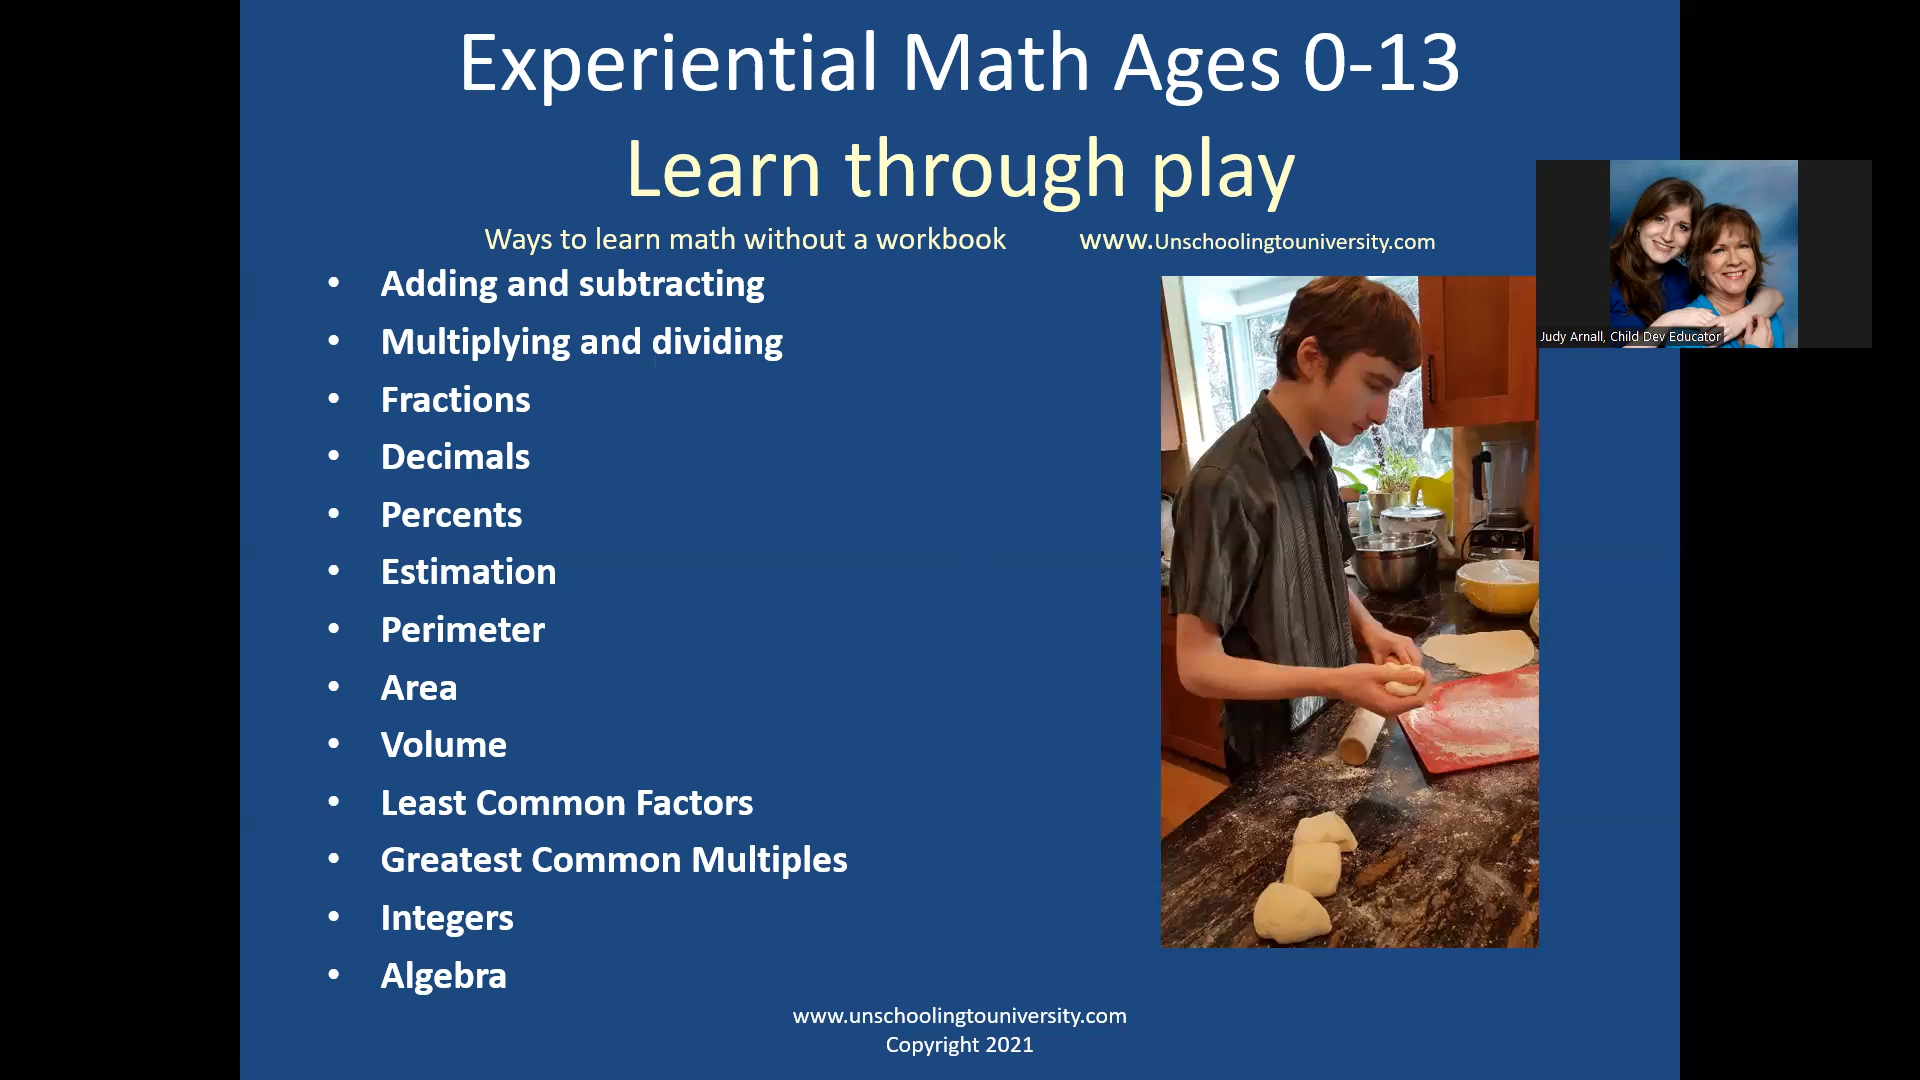 Experiential Math Ages 0-13
Learn through play
Ways to learn math without a workbook www.Unschoolingtouniversity.com
• Adding and subtracting
• Multiplying and dividing
• Fractions
• Decimals
• Percents
• Estimation
• Perimeter
• Area
• Volume
• Least Common Factors
• Greatest Common Multiples
• Integers
• Algebra
Judy Arnall, Child Dev Educator
www.unschoolingtouniversity.com
Copyright 2021